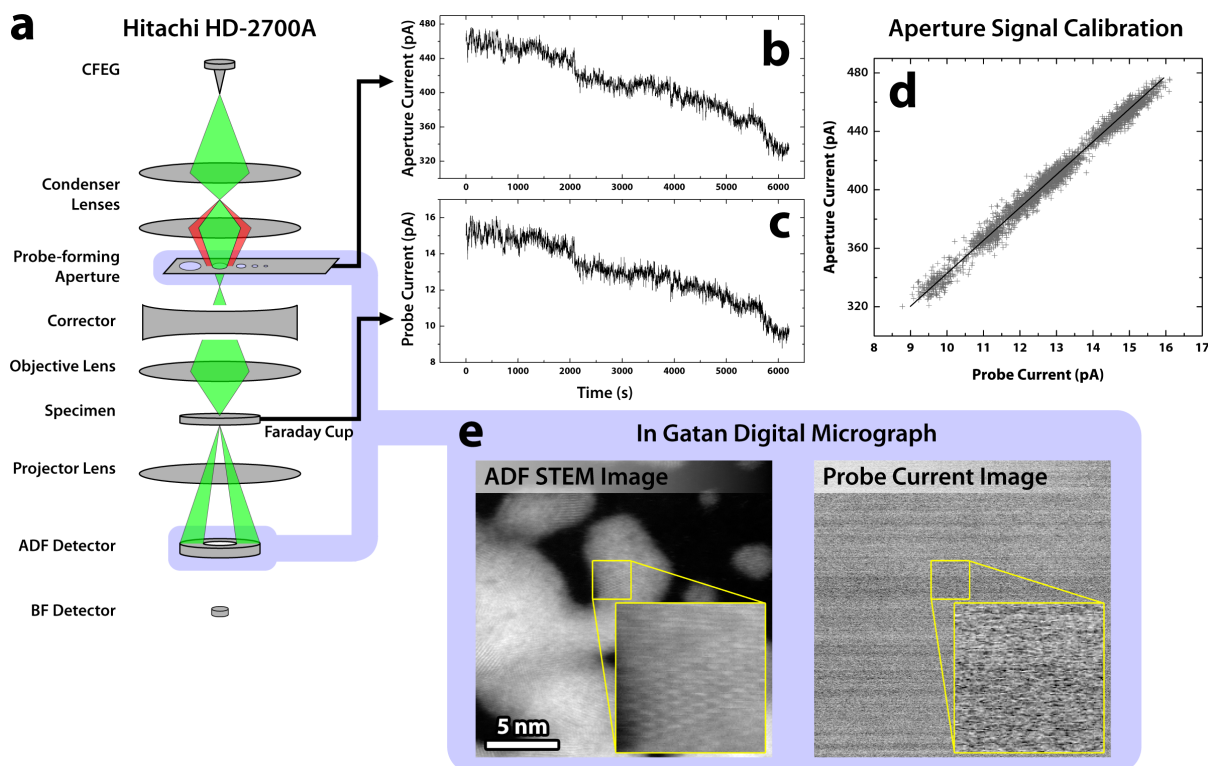 a
Hitachi HD-2700A
CFEG
Condenser
Lenses
Probe-forming
Aperture
Corrector
Objective Lens
Specimen
Faraday Cup
Projector Lens
ADF Detector
BF Detector
b
Aperture Current (pA)
480
440
400
360
320
0 1000 2000 3000 4000 5000 6000
c
Probe Current (pA)
16
14
12
10
8
0 1000 2000 3000 4000 5000 6000
Time (s)
Aperture Signal Calibration
d
Aperture Current (pA)
480
440
400
360
320
8 9 10 11 12 13 14 15 16 17
Probe Current (pA)
e
In Gatan Digital Micrograph
ADF STEM Image
5 nm
Probe Current Image